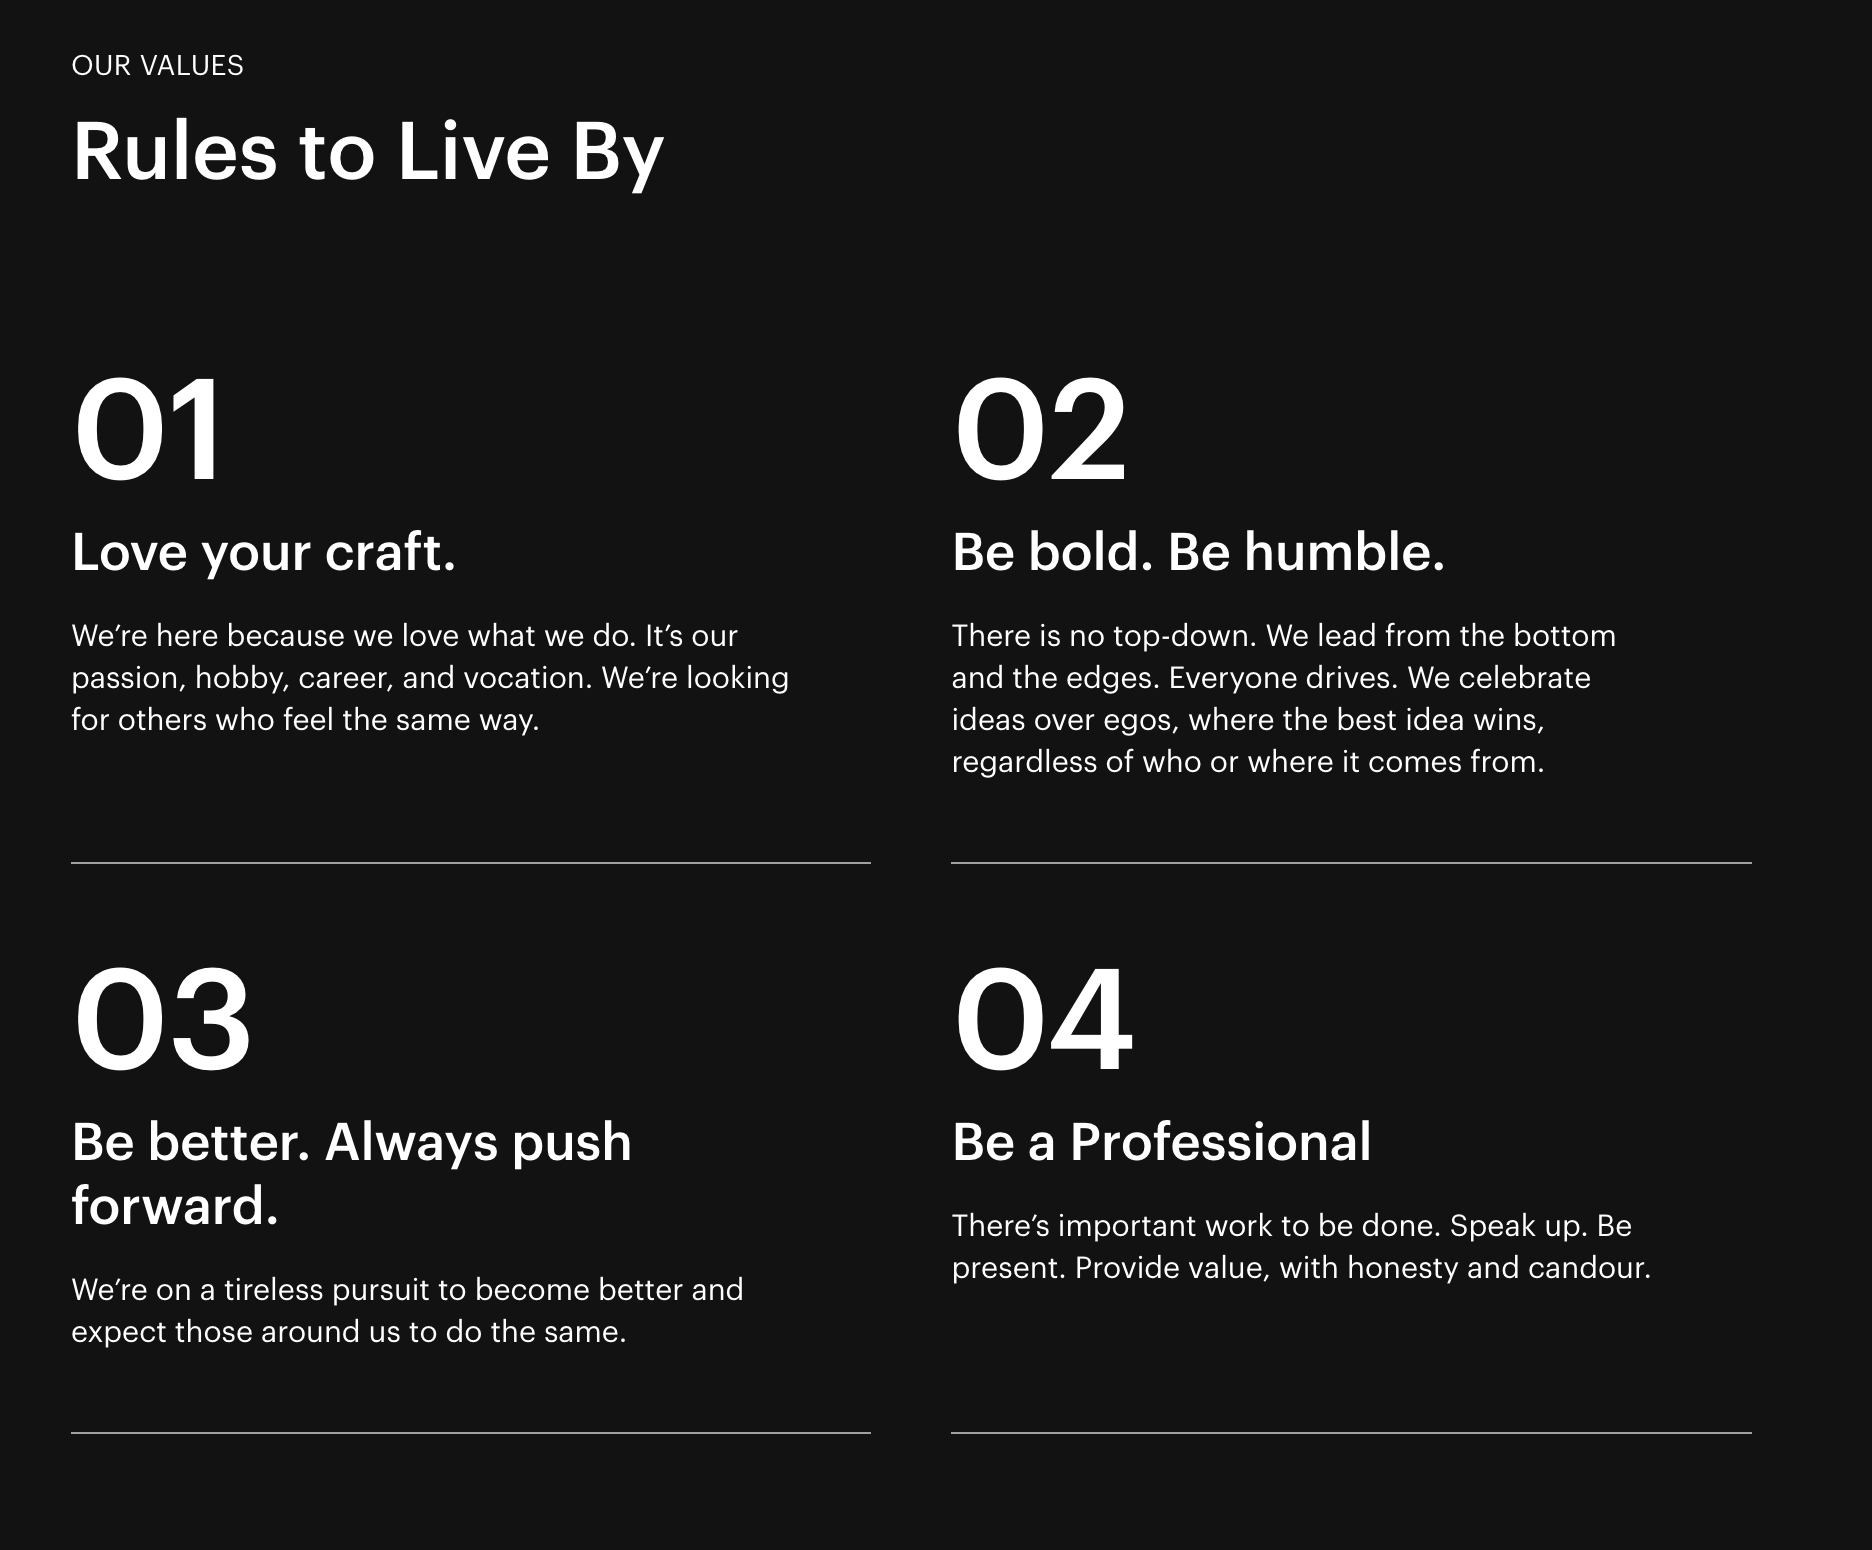 OUR VALUES
Rules to Live By
01
Love your craft.
We’re here because we love what we do. It’s our
passion, hobby, career, and vocation. We’re looking
for others who feel the same way.
02
Be bold. Be humble.
There is no top-down. We lead from the bottom
and the edges. Everyone drives. We celebrate
ideas over egos, where the best idea wins,
regardless of who or where it comes from.
03
Be better. Always push
forward.
We’re on a tireless pursuit to become better and
expect those around us to do the same.
04
Be a Professional
There’s important work to be done. Speak up. Be
present. Provide value, with honesty and candour.